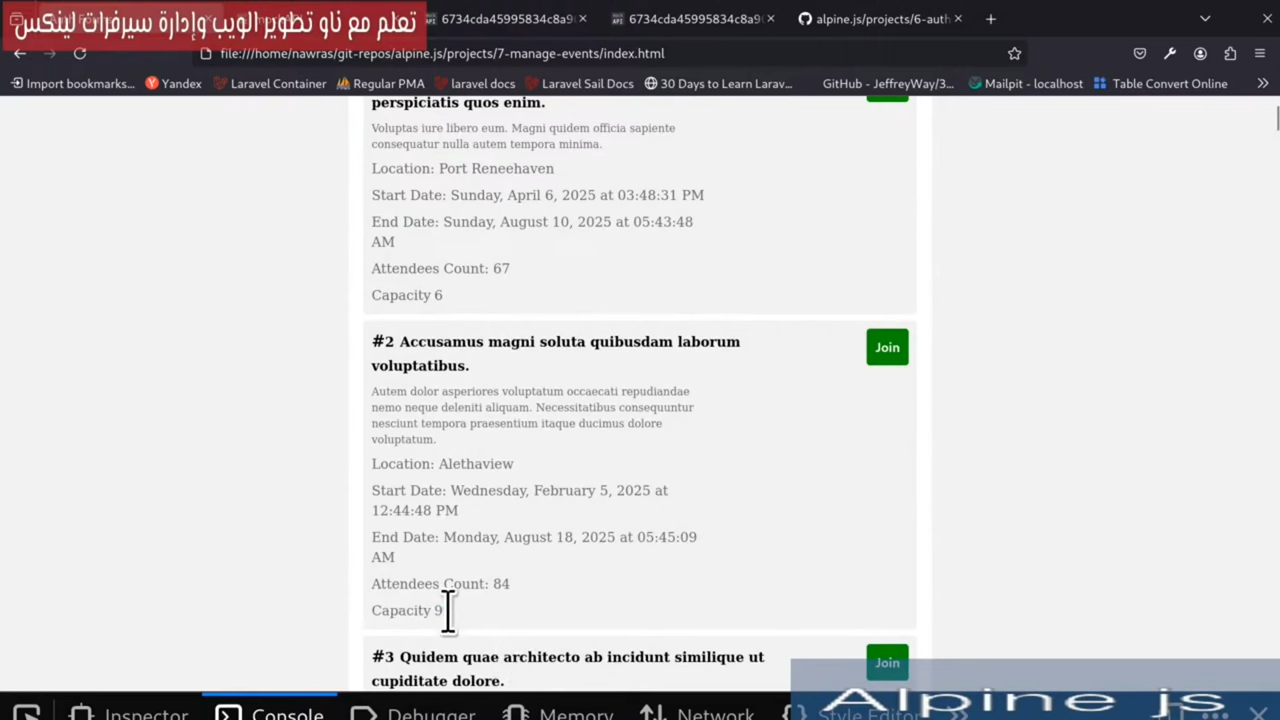 تعلم مع ناو تطوير الويب وإدارة سيرفرات لينكس
6734cda45995834c8a9
6734cda45995834c8a9
alpine.js/projects/6-auth
file:///home/nawras/git-repos/alpine.js/projects/7-manage-events/index.html
Import bookmarks...
Yandex
Laravel Container
Regular PMA
laravel docs
Laravel Sail Docs
30 Days to Learn Larav...
GitHub - JeffreyWay/3...
Mailpit - localhost
Table Convert Online
perspiciatis quos enim.
Voluptas iure libero eum. Magni quidem officia sapiente
consequatur nulla autem tempora minima.
Location: Port Reneehaven
Start Date: Sunday, April 6, 2025 at 03:48:31 PM
End Date: Sunday, August 10, 2025 at 05:43:48
AM
Attendees Count: 67
Capacity 6
#2 Accusamus magni soluta quibusdam laborum
voluptatibus.
Join
Autem dolor asperiores voluptatum occaecati repudiandae
nemo neque deleniti aliquam. Necessitatibus consequuntur
nesciunt tempora praesentium itaque ducimus dolore
voluptatum.
Location: Alethaview
Start Date: Wednesday, February 5, 2025 at
12:44:48 PM
End Date: Monday, August 18, 2025 at 05:45:09
AM
Attendees Count: 84
Capacity 9
#3 Quidem quae architecto ab incidunt similique ut
cupiditate dolore.
Join
Alpine js
Inspector
Console
Debugger
Memory
Network
Style Editor